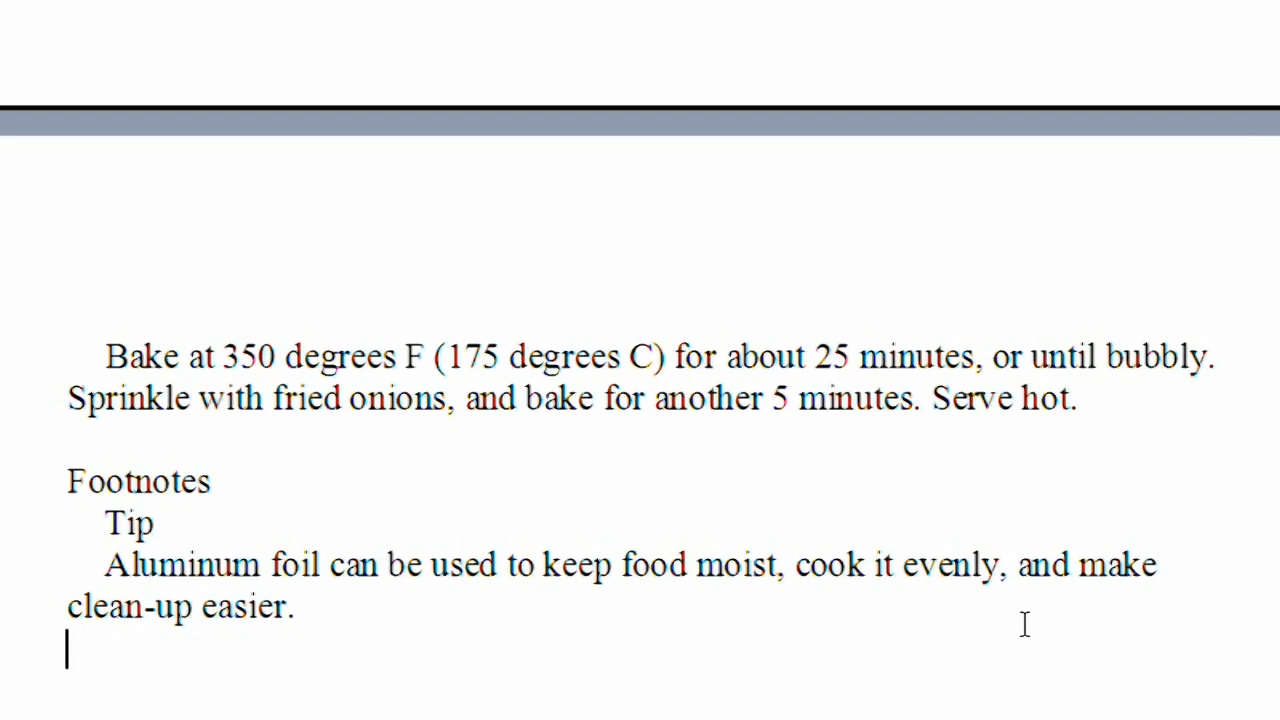 Bake at 350 degrees F (175 degrees C) for about 25 minutes, or until bubbly.
Sprinkle with fried onions, and bake for another 5 minutes. Serve hot.
Footnotes
Tip
Aluminum foil can be used to keep food moist, cook it evenly, and make
clean-up easier.